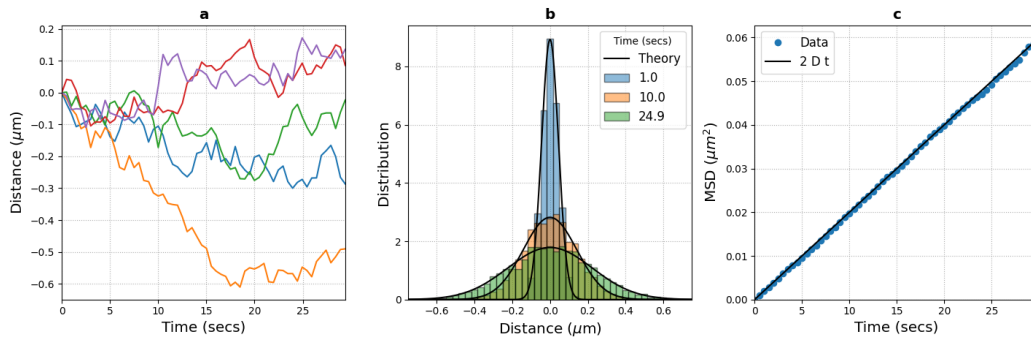 a
0.2
0.1
0.0
−0.1
−0.2
−0.3
−0.4
−0.5
−0.6
Distance (μm)
0 5 10 15 20 25
Time (secs)
b
8
6
4
2
0
Distribution
Time (secs)
Theory
1.0
10.0
24.9
−0.6 −0.4 −0.2 0.0 0.2 0.4 0.6
Distance (μm)
c
0.06
0.05
0.04
0.03
0.02
0.01
0.00
MSD (μm²)
Data
2 D t
0 5 10 15 20 25
Time (secs)